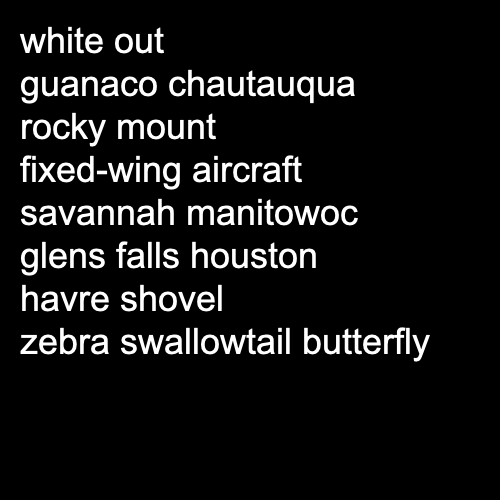 white out
guanaco chautauqua
rocky mount
fixed-wing aircraft
savannah manitowoc
glens falls houston
havre shovel
zebra swallowtail butterfly